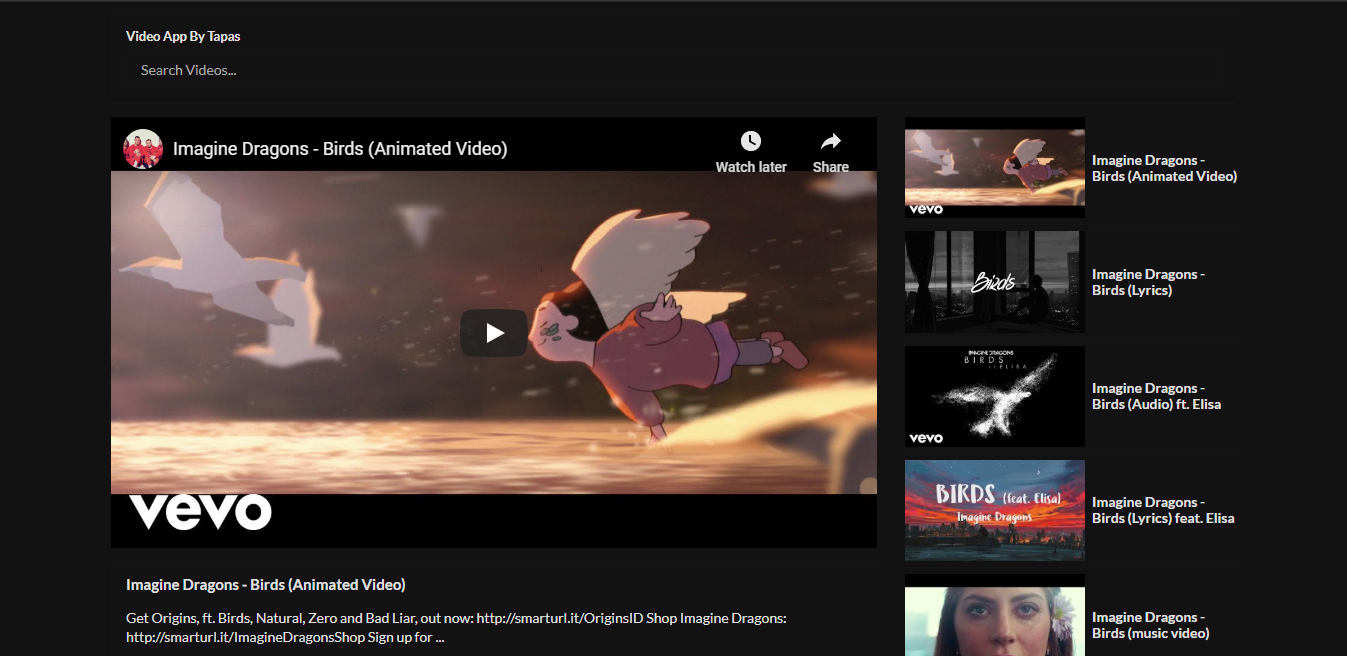 Video App By Tapas
Search Videos...
Imagine Dragons - Birds (Animated Video)
Watch later
Share
vevo
Imagine Dragons - Birds (Animated Video)
Get Origins, ft. Birds, Natural, Zero and Bad Liar, out now: http://smarturl.it/OriginsID Shop Imagine Dragons:
http://smarturl.it/ImagineDragonsShop Sign up for ...
vevo
Imagine Dragons -
Birds (Animated Video)
Birds
Imagine Dragons -
Birds (Lyrics)
IMAGINE DRAGONS
BIRDS
ft. ELISA
vevo
Imagine Dragons -
Birds (Audio) ft. Elisa
BIRDS (feat. Elisa)
Imagine Dragons
Imagine Dragons -
Birds (Lyrics) feat. Elisa
Imagine Dragons -
Birds (music video)